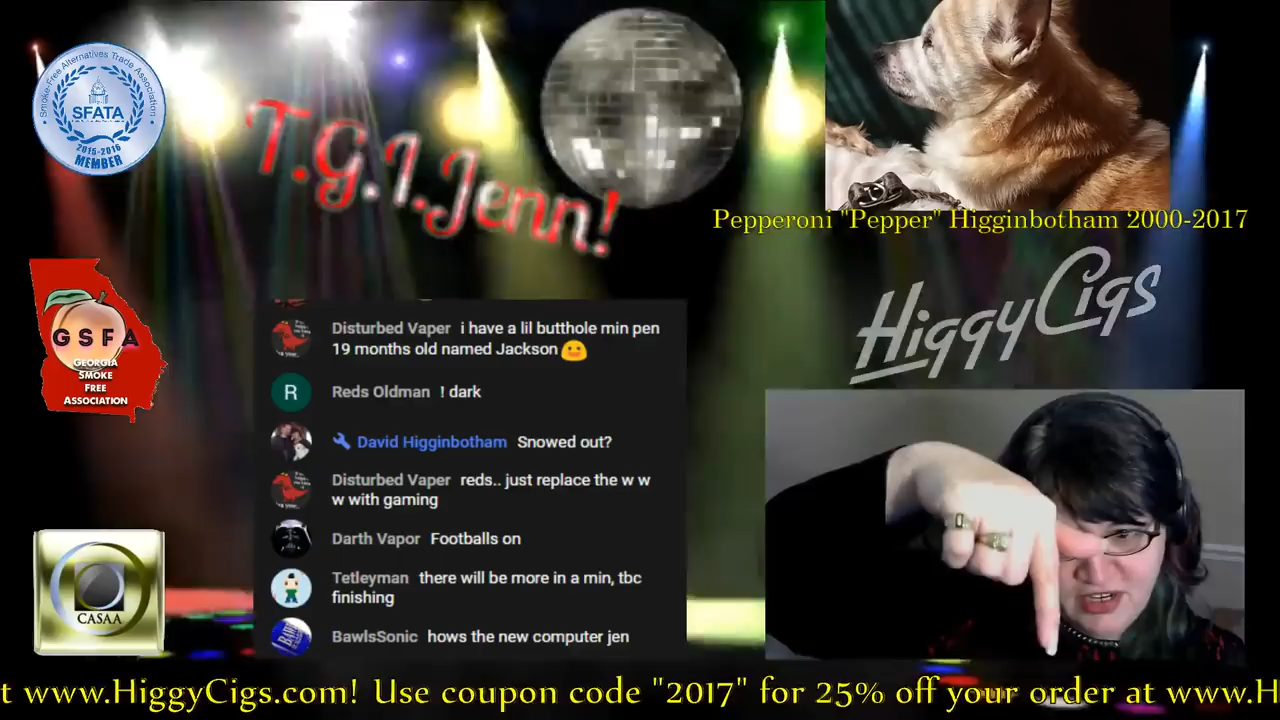 Smoke-Free Alternatives Trade Association
SFATA
2015-2016
MEMBER
T.G.I.Jenn!
Pepperoni "Pepper" Higginbotham 2000-2017
HiggyCigs
GSFA
GEORGIA
SMOKE
FREE
ASSOCIATION
CASAA
Disturbed Vaper i have a lil butthole min pen
19 months old named Jackson
R Reds Oldman ! dark
David Higginbotham Snowed out?
Disturbed Vaper reds.. just replace the w w
w with gaming
Darth Vapor Footballs on
Tetleyman there will be more in a min, tbc
finishing
BawlsSonic hows the new computer jen
t www.HiggyCigs.com! Use coupon code "2017" for 25% off your order at www.H